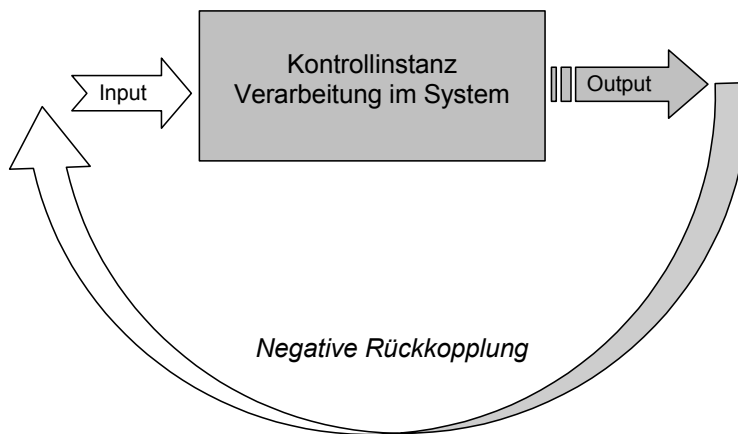 Kontrollinstanz
Verarbeitung im System
Input
Output
Negative Rückkopplung